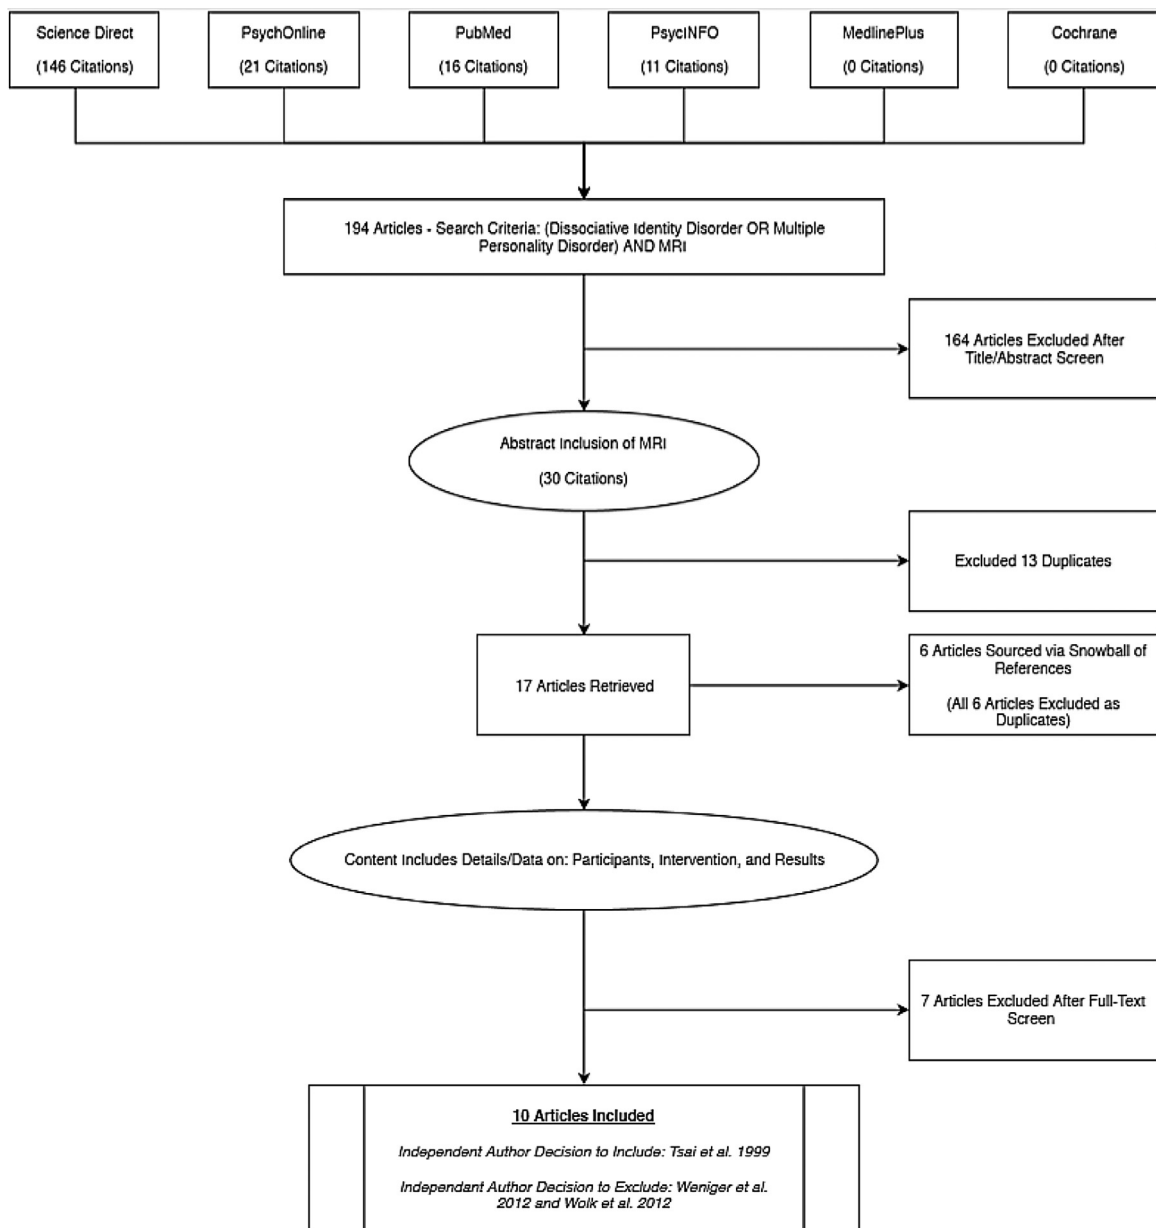 Science Direct
(146 Citations)
PsychOnline
(21 Citations)
PubMed
(16 Citations)
PsycINFO
(11 Citations)
MedlinePlus
(0 Citations)
Cochrane
(0 Citations)
194 Articles - Search Criteria: (Dissociative Identity Disorder OR Multiple
Personality Disorder) AND MRI
164 Articles Excluded After
Title/Abstract Screen
Abstract Inclusion of MRI
(30 Citations)
Excluded 13 Duplicates
17 Articles Retrieved
6 Articles Sourced via Snowball of
References
(All 6 Articles Excluded as
Duplicates)
Content Includes Details/Data on: Participants, Intervention, and Results
7 Articles Excluded After Full-Text
Screen
10 Articles Included
Independent Author Decision to Include: Tsai et al. 1999
Independant Author Decision to Exclude: Weniger et al.
2012 and Wolk et al. 2012